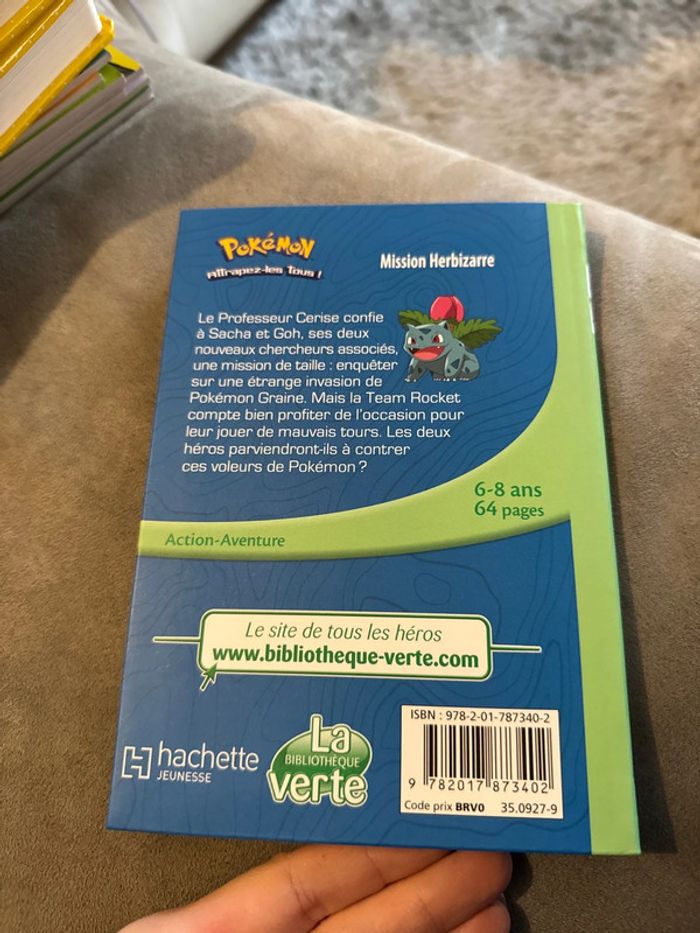 POKéMON
ATTRAPEZ-LES TOUS !
Mission Herbizarre
Le Professeur Cerise confie
à Sacha et Goh, ses deux
nouveaux chercheurs associés,
une mission de taille : enquêter
sur une étrange invasion de
Pokémon Graine. Mais la Team Rocket
compte bien profiter de l'occasion pour
leur jouer de mauvais tours. Les deux
héros parviendront-ils à contrer
ces voleurs de Pokémon ?
6-8 ans
64 pages
Action-Aventure
Le site de tous les héros
www.bibliotheque-verte.com
hachette
JEUNESSE
La
BIBLIOTHÈQUE
verte
ISBN : 978-2-01-787340-2
9 782017 873402
Code prix BRV0 35.0927-9